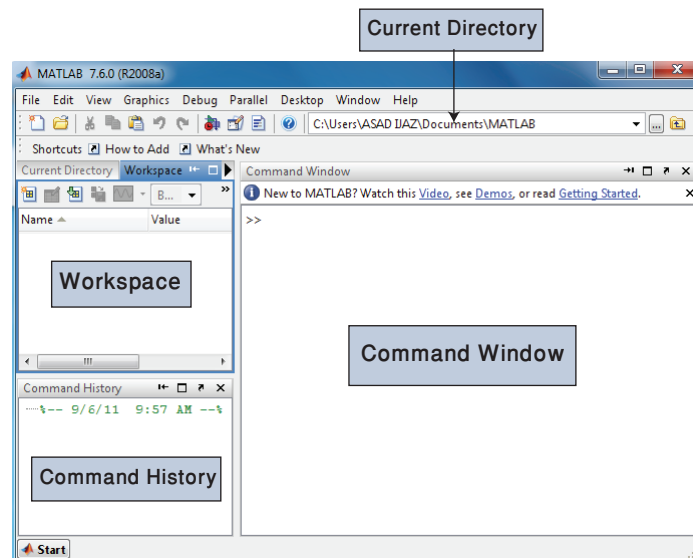 Current Directory
MATLAB 7.6.0 (R2008a)
File Edit View Graphics Debug Parallel Desktop Window Help
C:\Users\ASAD IJAZ\Documents\MATLAB
...
Shortcuts How to Add What's New
Current Directory Workspace
Command Window
B...
»
New to MATLAB? Watch this Video, see Demos, or read Getting Started.
Name Value
>>
Workspace
Command Window
Command History
%-- 9/6/11 9:57 AM --%
Command History
Start